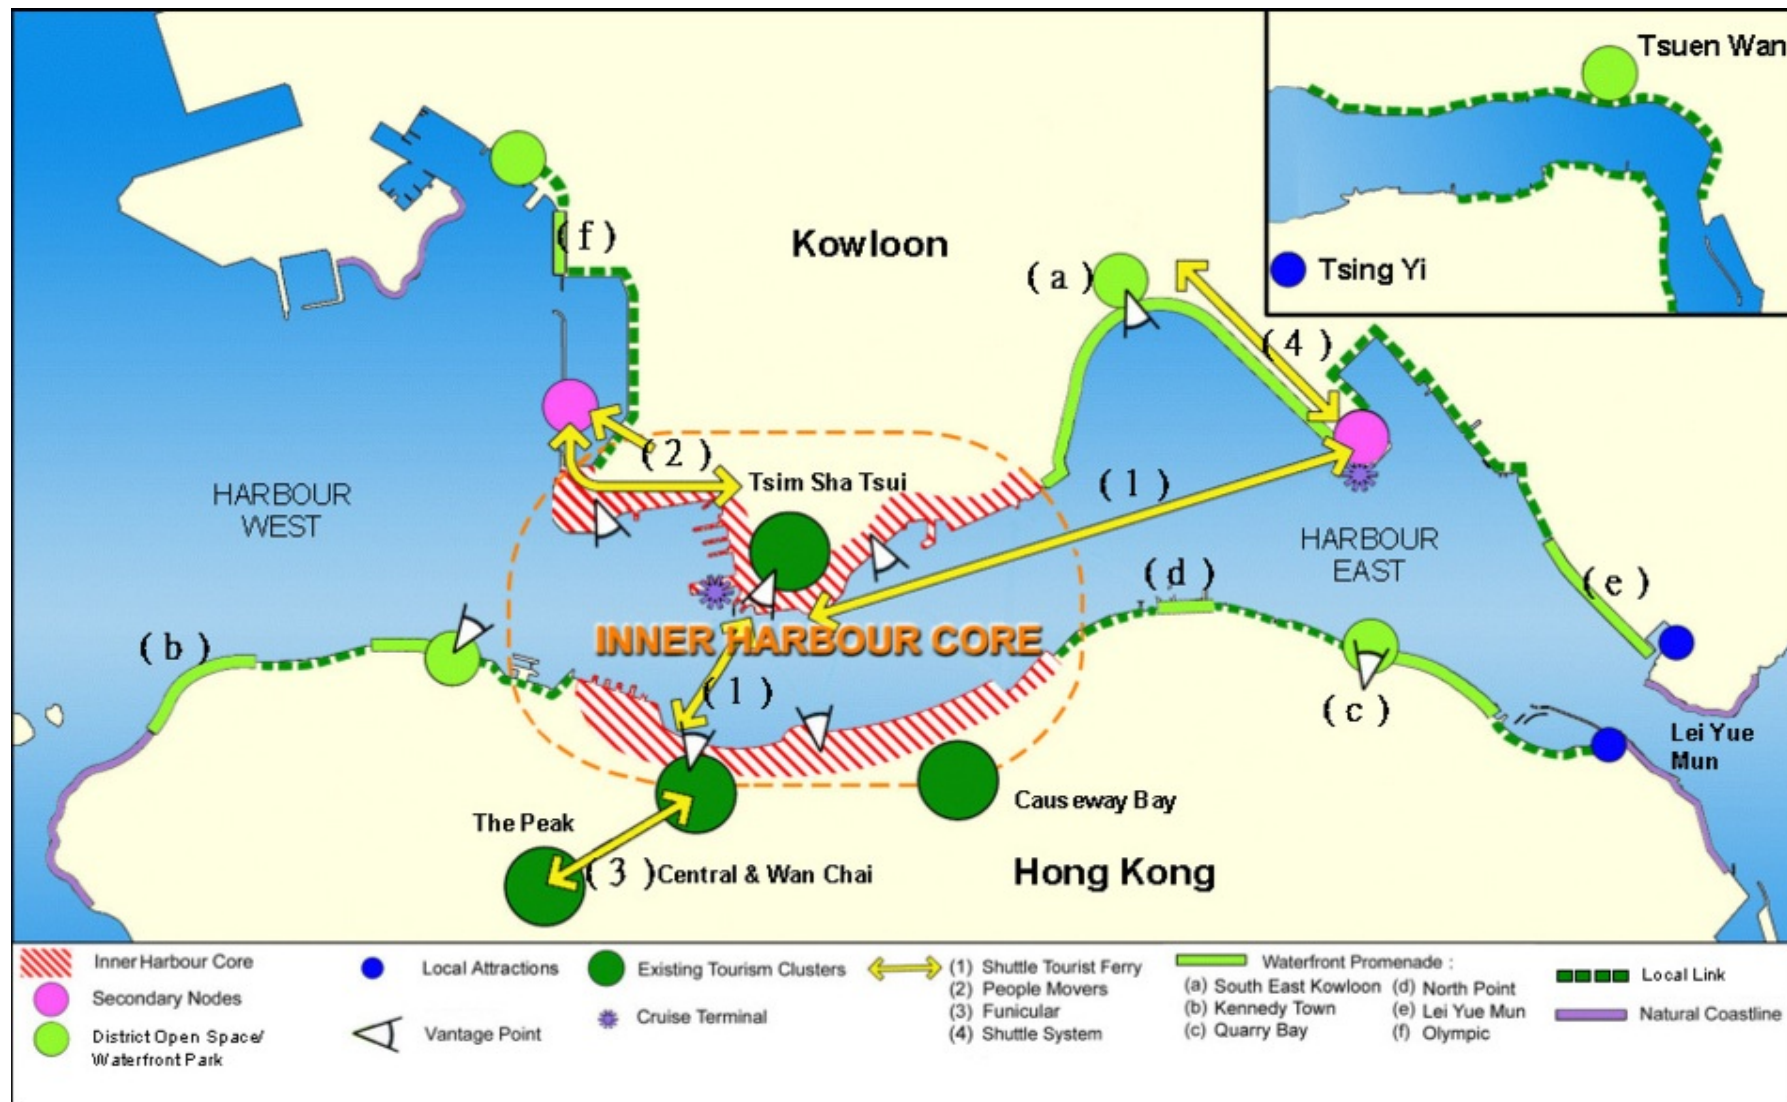 Tsuen Wan
Tsing Yi
( f )
Kowloon
( a )
( 4 )
( 2 )
Tsim Sha Tsui
( 1 )
HARBOUR
WEST
HARBOUR
EAST
( d )
( e )
INNER HARBOUR CORE
( b )
( 1 )
( c )
Lei Yue
Mun
Causeway Bay
The Peak
( 3 )
Central & Wan Chai
Hong Kong
Inner Harbour Core
Secondary Nodes
District Open Space/
Waterfront Park
Local Attractions
Vantage Point
Existing Tourism Clusters
Cruise Terminal
(1) Shuttle Tourist Ferry
(2) People Movers
(3) Funicular
(4) Shuttle System
Waterfront Promenade :
(a) South East Kowloon
(b) Kennedy Town
(c) Quarry Bay
(d) North Point
(e) Lei Yue Mun
(f) Olympic
Local Link
Natural Coastline